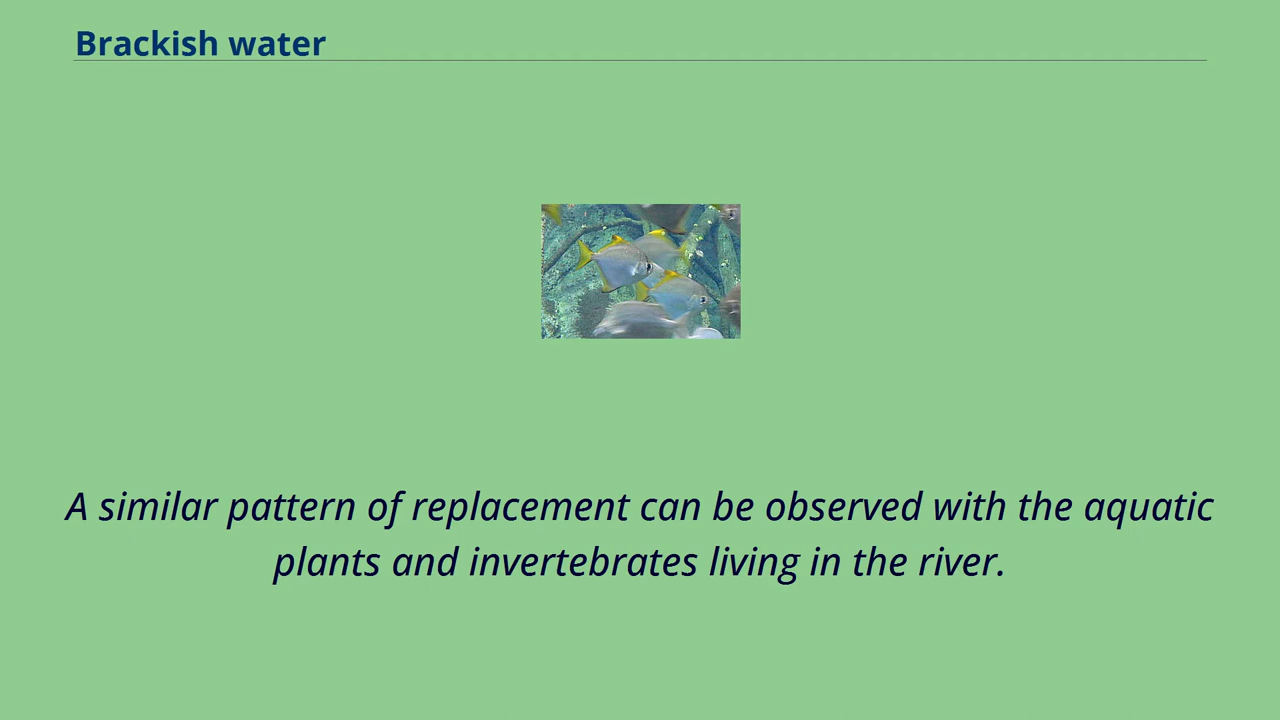 Brackish water
A similar pattern of replacement can be observed with the aquatic
plants and invertebrates living in the river.